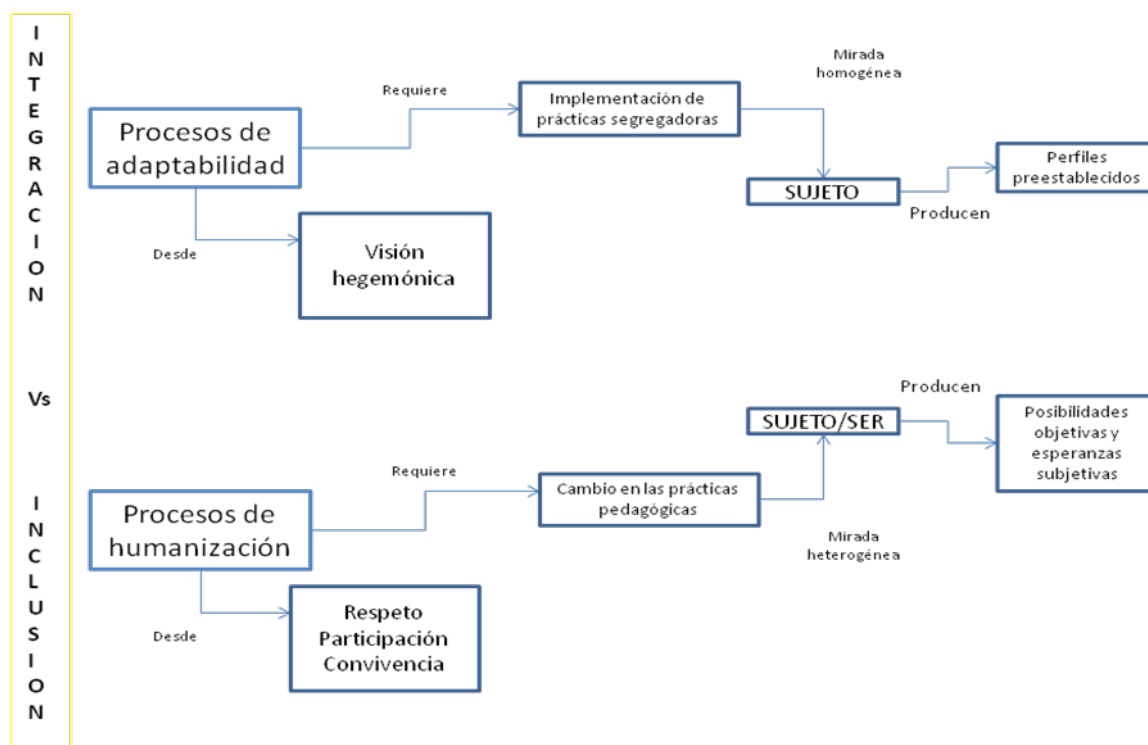 INTEGRACION
Vs
INCLUSION
Mirada
homogénea
Requiere
Implementación de
prácticas segregadoras
Procesos de
adaptabilidad
Perfiles
preestablecidos
SUJETO
Producen
Desde
Visión
hegemónica
Producen
SUJETO/SER
Posibilidades
objetivas y
esperanzas
subjetivas
Requiere
Cambio en las prácticas
pedagógicas
Procesos de
humanización
Mirada
heterogénea
Desde
Respeto
Participación
Convivencia